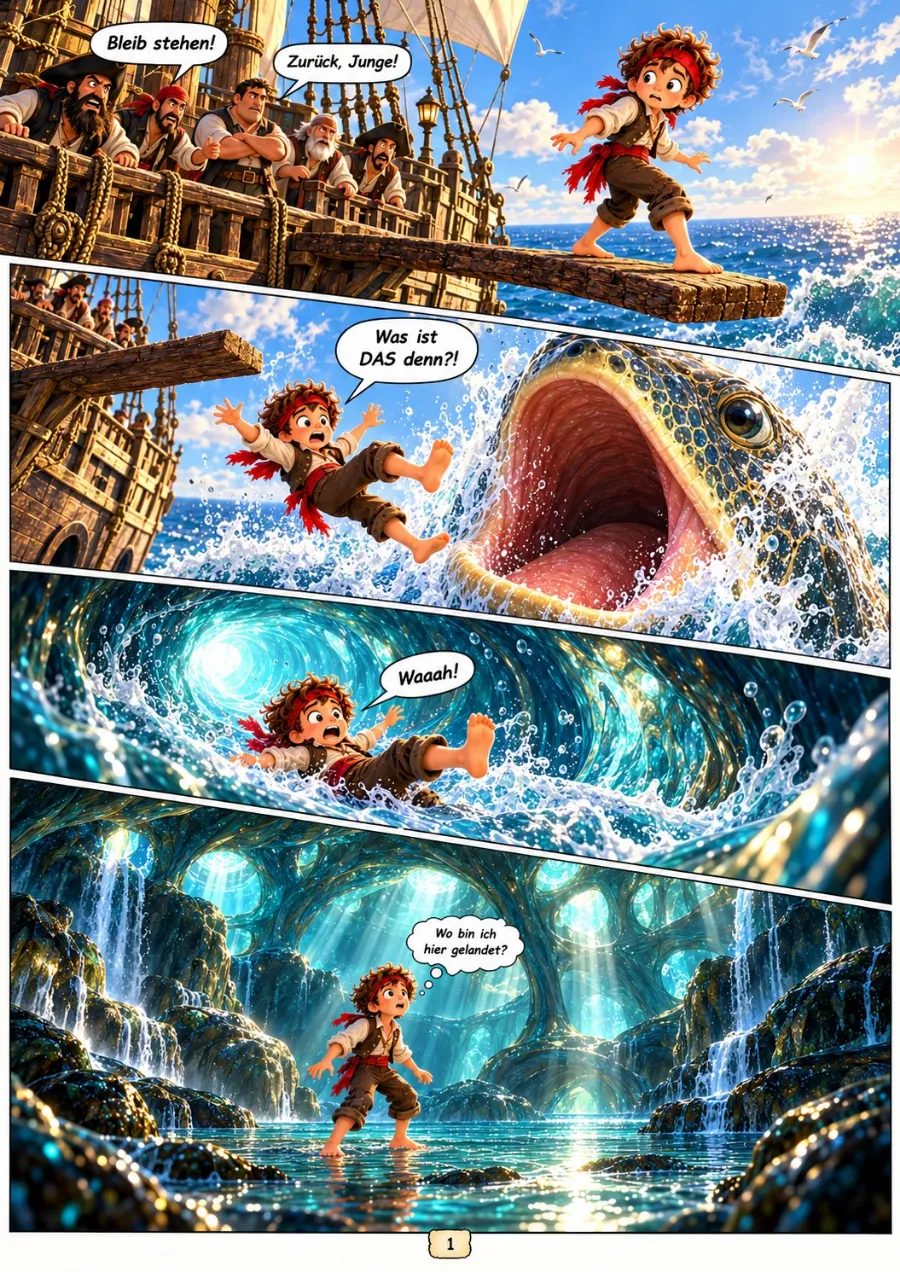 Bleib stehen!
Zurück, Junge!
Was ist
DAS denn?!
Waaah!
Wo bin ich
hier gelandet?
1